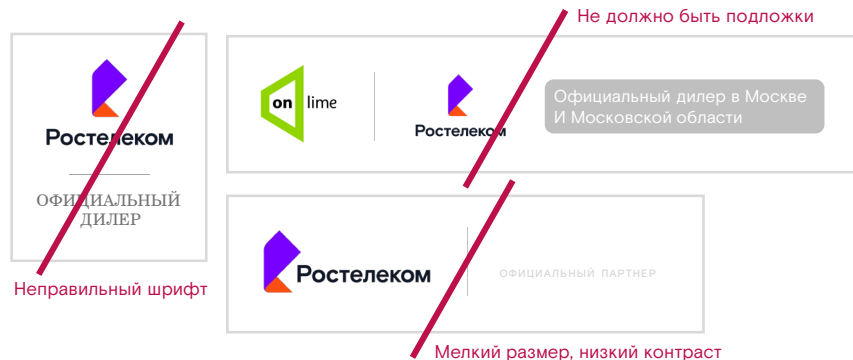 Не должно быть подложки
Ростелеком
ОФИЦИАЛЬНЫЙ
ДИЛЕР
Неправильный шрифт
on lime
Ростелеком
Официальный дилер в Москве
И Московской области
Ростелеком
ОФИЦИАЛЬНЫЙ ПАРТНЕР
Мелкий размер, низкий контраст